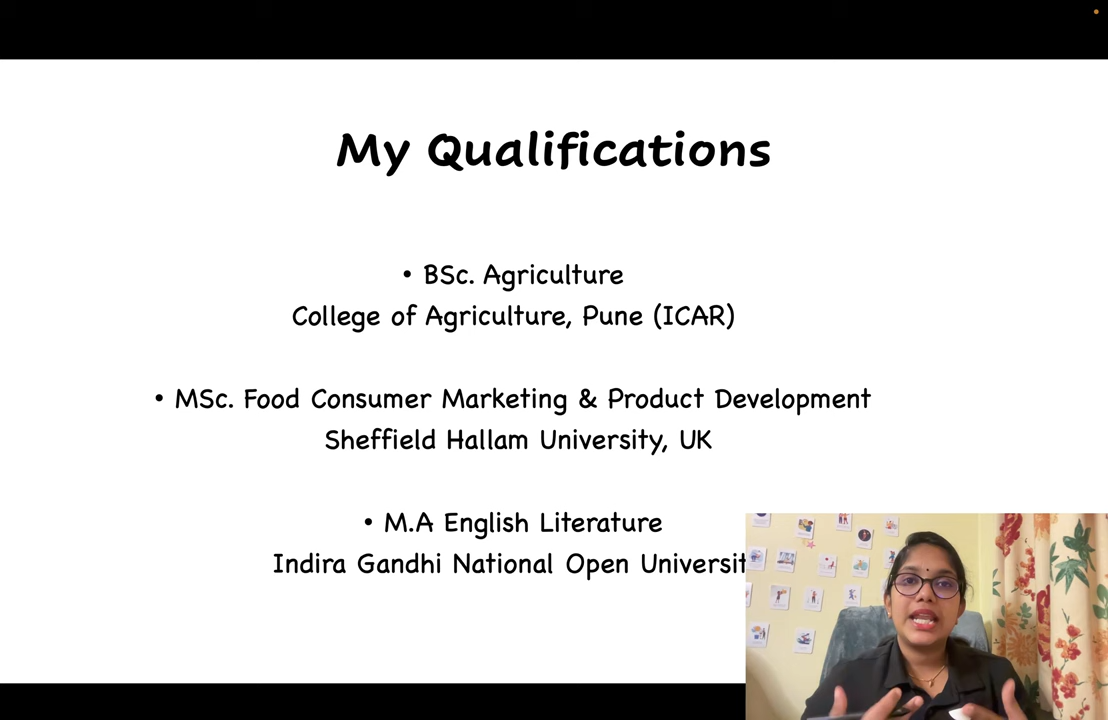 My Qualifications
• BSc. Agriculture
College of Agriculture, Pune (ICAR)
• MSc. Food Consumer Marketing & Product Development
Sheffield Hallam University, UK
• M.A English Literature
Indira Gandhi National Open Universit